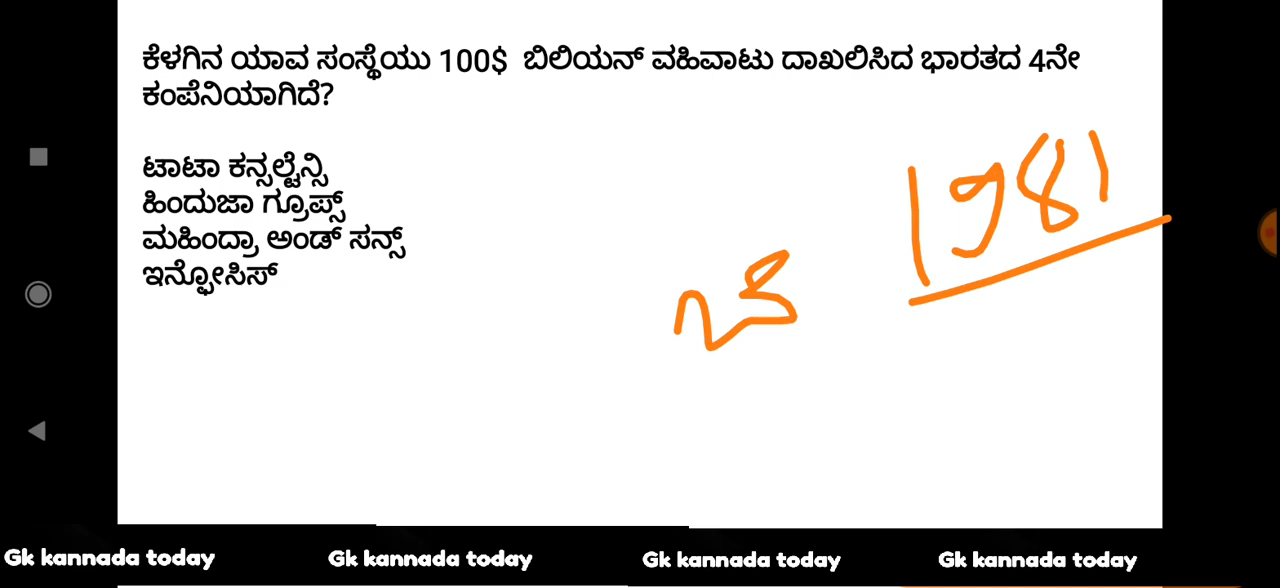 ಕೆಳಗಿನ ಯಾವ ಸಂಸ್ಥೆಯು 100$ ಬಿಲಿಯನ್ ವಹಿವಾಟು ದಾಖಲಿಸಿದ ಭಾರತದ 4ನೇ
ಕಂಪೆನಿಯಾಗಿದೆ?
ಟಾಟಾ ಕನ್ಸಲ್ಟೆನ್ಸಿ
ಹಿಂದುಜಾ ಗ್ರೂಪ್ಸ್
ಮಹಿಂದ್ರಾ ಅಂಡ್ ಸನ್ಸ್
ಇನ್ಫೋಸಿಸ್
1981
Gk kannada today Gk kannada today Gk kannada today Gk kannada today